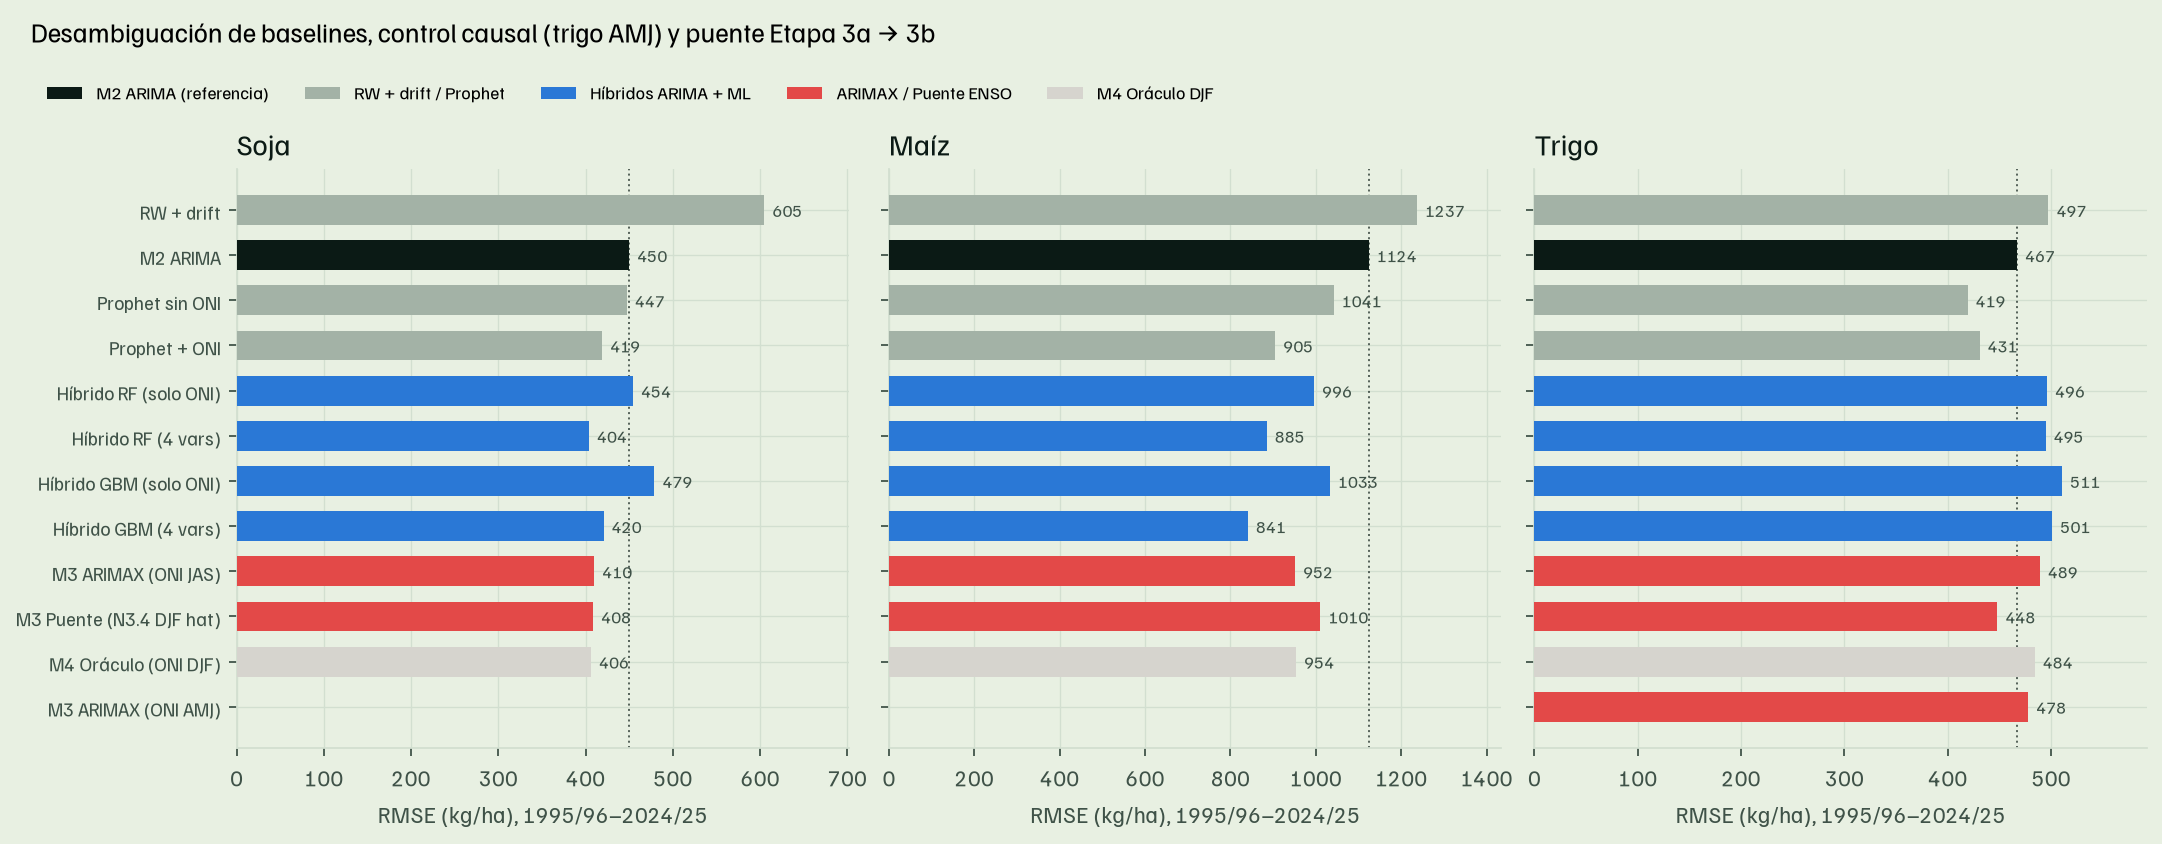 Desambiguación de baselines, control causal (trigo AMJ) y puente Etapa 3a → 3b
M2 ARIMA (referencia)
RW + drift / Prophet
Híbridos ARIMA + ML
ARIMAX / Puente ENSO
M4 Oráculo DJF
Soja
Maíz
Trigo
RW + drift
605
1237
497
M2 ARIMA
450
1124
467
Prophet sin ONI
447
1041
419
Prophet + ONI
419
905
431
Híbrido RF (solo ONI)
454
996
496
Híbrido RF (4 vars)
404
885
495
Híbrido GBM (solo ONI)
479
1033
511
Híbrido GBM (4 vars)
420
841
501
M3 ARIMAX (ONI JAS)
410
952
489
M3 Puente (N3.4 DJF hat)
408
1010
448
M4 Oráculo (ONI DJF)
406
954
484
M3 ARIMAX (ONI AMJ)
478
0 100 200 300 400 500 600 700
0 200 400 600 800 1000 1200 1400
0 100 200 300 400 500
RMSE (kg/ha), 1995/96–2024/25
RMSE (kg/ha), 1995/96–2024/25
RMSE (kg/ha), 1995/96–2024/25